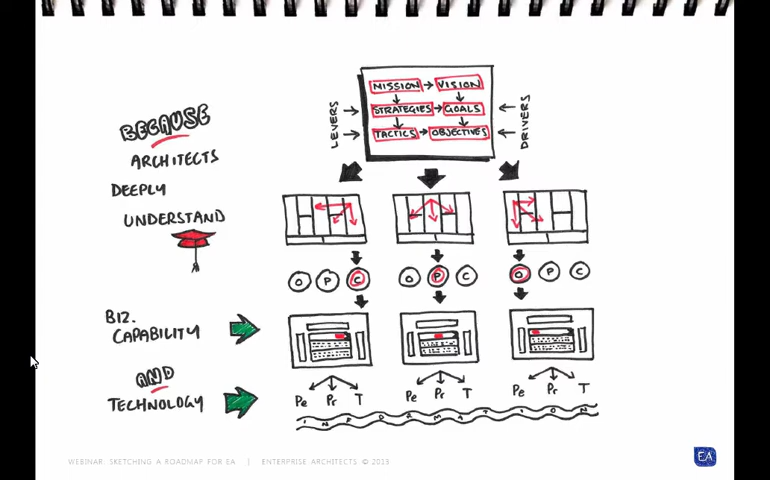 MISSION → VISION
STRATEGIES → GOALS
TACTICS → OBJECTIVES
LEVERS
DRIVERS
BECAUSE
ARCHITECTS
DEEPLY
UNDERSTAND
O P C O P C O P C
BIZ.
CAPABILITY
AND
TECHNOLOGY
Pe Pr T Pe Pr T Pe Pr T
INFORMATION
WEBINAR: SKETCHING A ROADMAP FOR EA | ENTERPRISE ARCHITECTS © 2013
EA